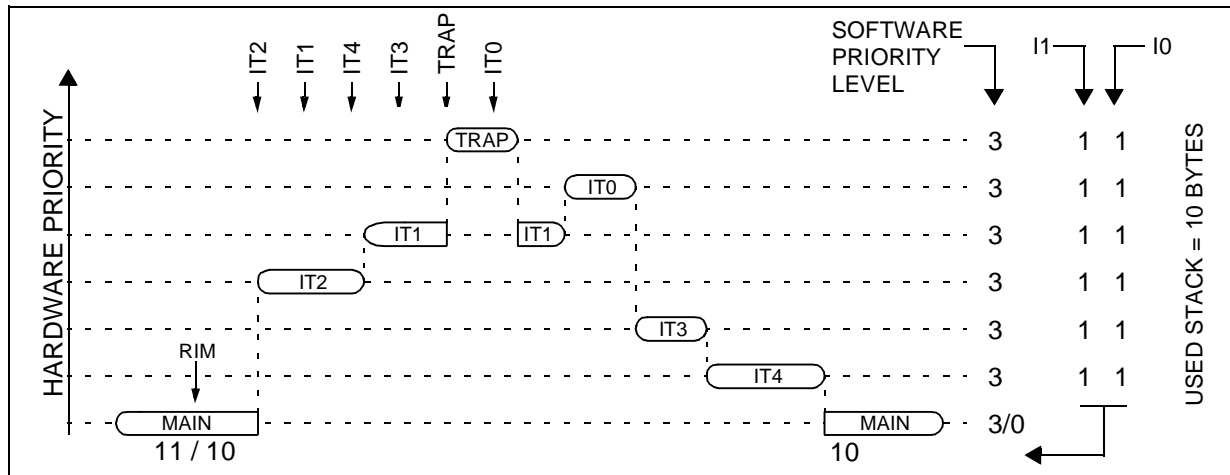 IT2
IT1
IT4
IT3
TRAP
IT0
SOFTWARE
PRIORITY
LEVEL
I1
I0
HARDWARE PRIORITY
TRAP
3
1 1
IT0
3
1 1
IT1
IT1
3
1 1
IT2
3
1 1
IT3
3
1 1
RIM
IT4
3
1 1
MAIN
MAIN
3/0
11 / 10
10
USED STACK = 10 BYTES